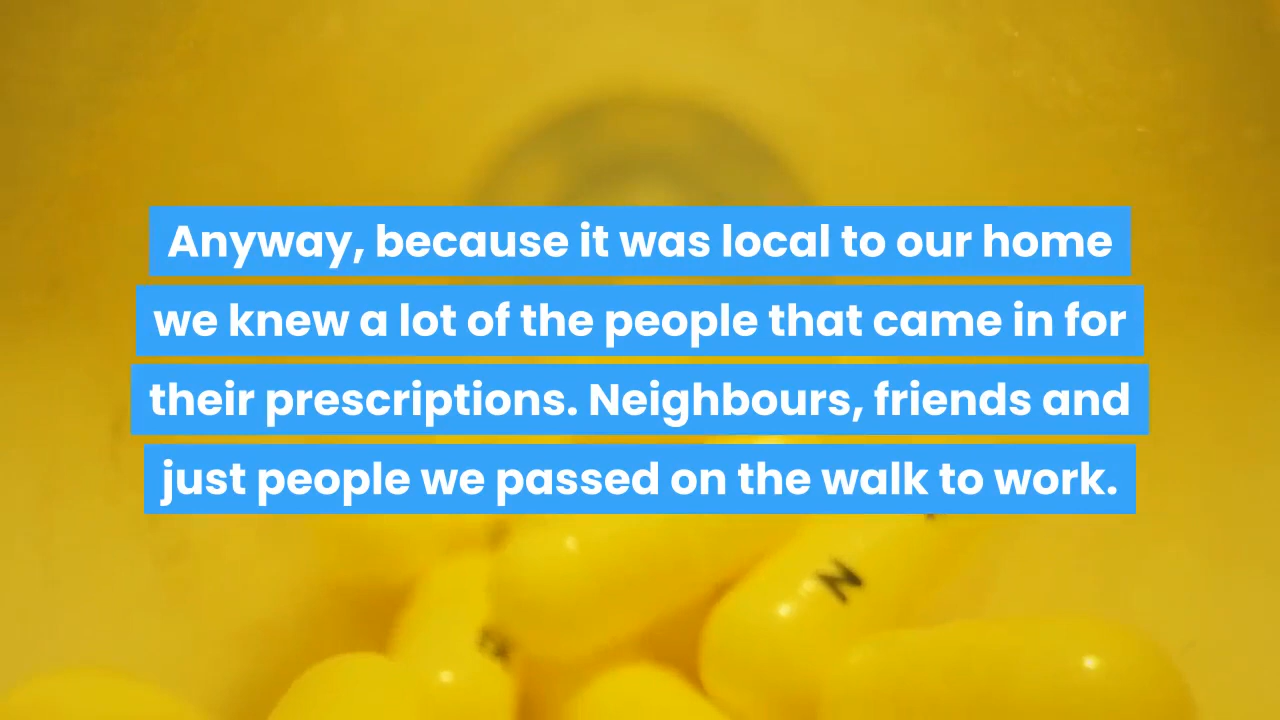 Anyway, because it was local to our home
we knew a lot of the people that came in for
their prescriptions. Neighbours, friends and
just people we passed on the walk to work.
N